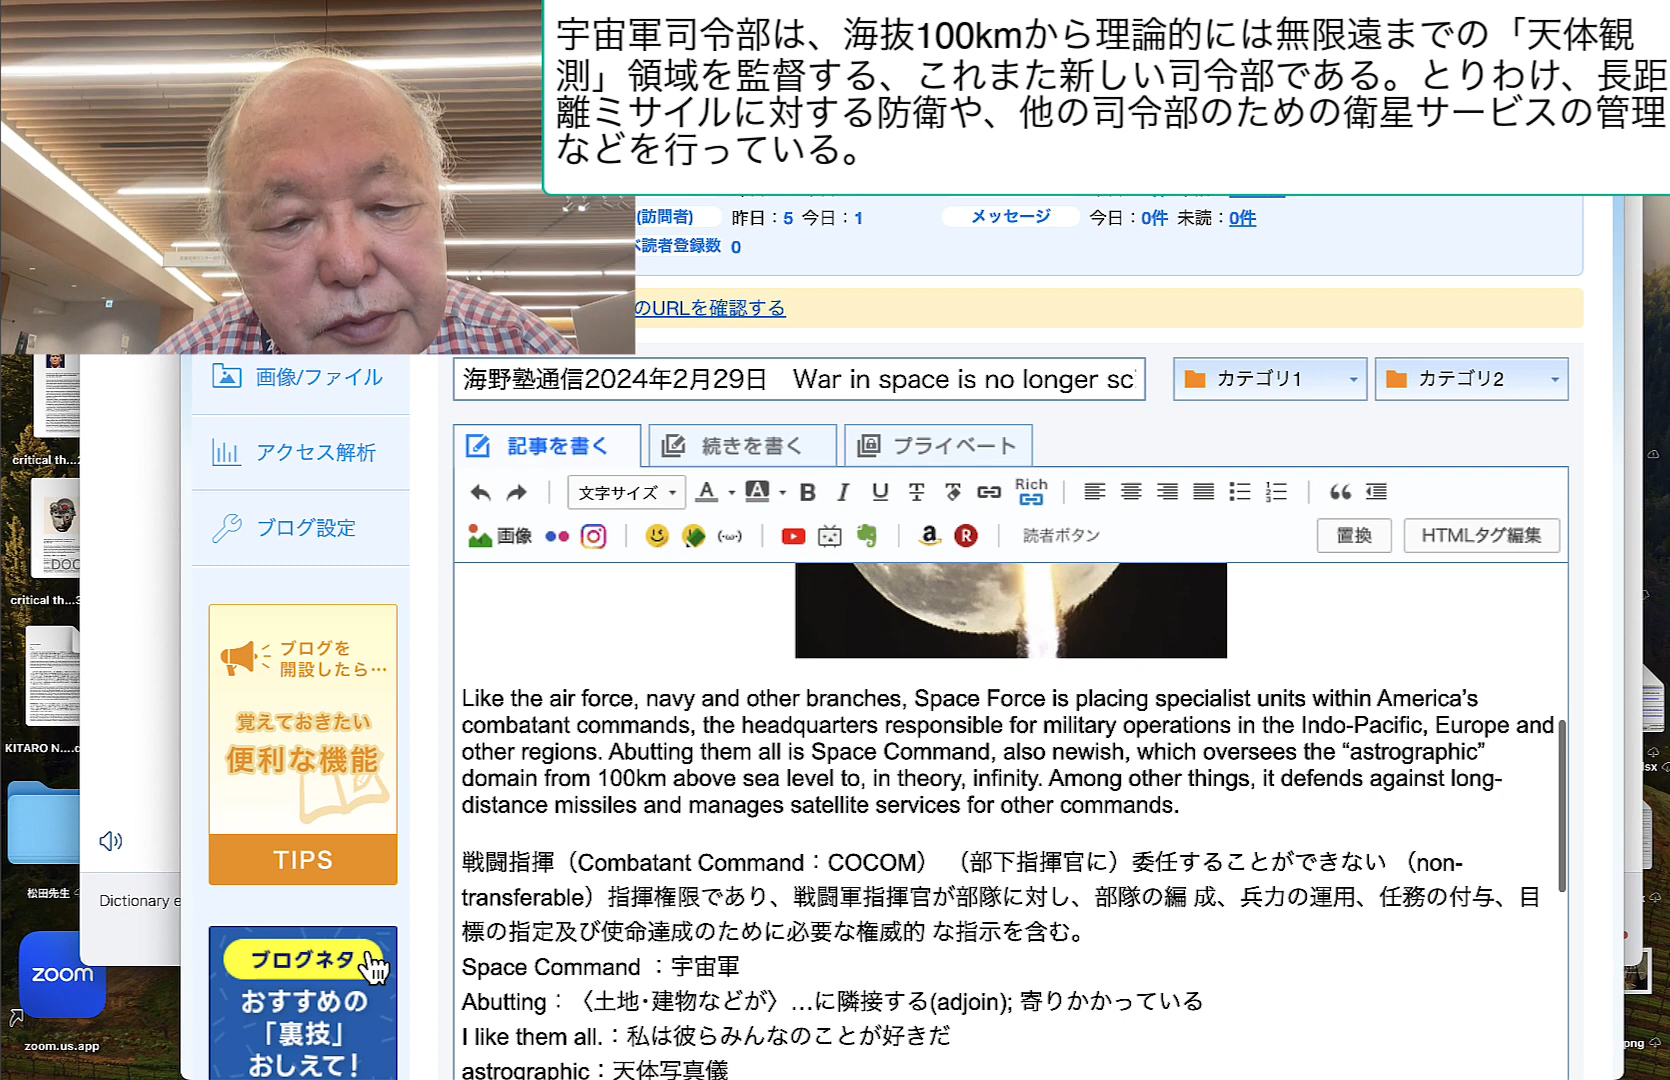 宇宙軍司令部は、海抜100kmから理論的には無限遠までの「天体観
測」領域を監督する、これまた新しい司令部である。とりわけ、長距
離ミサイルに対する防衛や、他の司令部のための衛星サービスの管理
などを行っている。
(訪問者) 昨日：5 今日：1 メッセージ 今日：0件 未読：0件
読者登録数 0
のURLを確認する
画像/ファイル
アクセス解析
ブログ設定
海野塾通信2024年2月29日　War in space is no longer sc
カテゴリ1
カテゴリ2
記事を書く
続きを書く
プライベート
文字サイズ
Rich
画像
読者ボタン
置換
HTMLタグ編集
Like the air force, navy and other branches, Space Force is placing specialist units within America’s
combatant commands, the headquarters responsible for military operations in the Indo-Pacific, Europe and
other regions. Abutting them all is Space Command, also newish, which oversees the “astrographic”
domain from 100km above sea level to, in theory, infinity. Among other things, it defends against long-
distance missiles and manages satellite services for other commands.
戦闘指揮（Combatant Command：COCOM） （部下指揮官に）委任することができない （non-
transferable）指揮権限であり、戦闘軍指揮官が部隊に対し、部隊の編 成、兵力の運用、任務の付与、目
標の指定及び使命達成のために必要な権威的 な指示を含む。
Space Command ：宇宙軍
Abutting：〈土地･建物などが〉…に隣接する(adjoin); 寄りかかっている
I like them all.：私は彼らみんなのことが好きだ
astrographic：天体写真儀
ブログを
開設したら…
覚えておきたい
便利な機能
TIPS
ブログネタ
おすすめの
「裏技」
おしえて！
critical th...
critical th...3
DOC
KITARO N....c
松田先生
zoom
zoom.us.app
Dictionary e
lsx
png